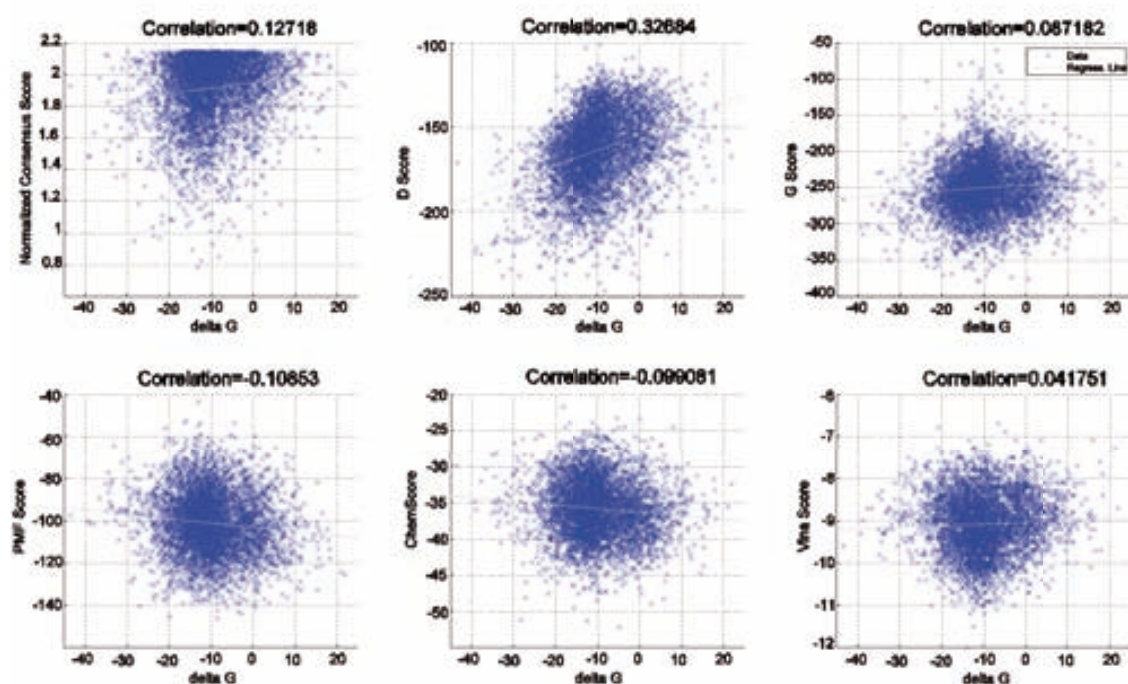 Correlation=0.12718
Normalized Consensus Score
2.2
2
1.8
1.6
1.4
1.2
1
0.8
-40 -30 -20 -10 0 10 20
delta G
Correlation=0.32684
D Score
-100
-150
-200
-250
-40 -30 -20 -10 0 10 20
delta G
Correlation=0.087182
G Score
-50
-100
-150
-200
-250
-300
-350
-400
Data
Regress. Line
-40 -30 -20 -10 0 10 20
delta G
Correlation=-0.10853
PMF Score
-40
-60
-80
-100
-120
-140
-40 -30 -20 -10 0 10 20
delta G
Correlation=-0.099081
ChemScore
-20
-25
-30
-35
-40
-45
-50
-40 -30 -20 -10 0 10 20
delta G
Correlation=0.041751
Vina Score
-6
-7
-8
-9
-10
-11
-12
-40 -30 -20 -10 0 10 20
delta G